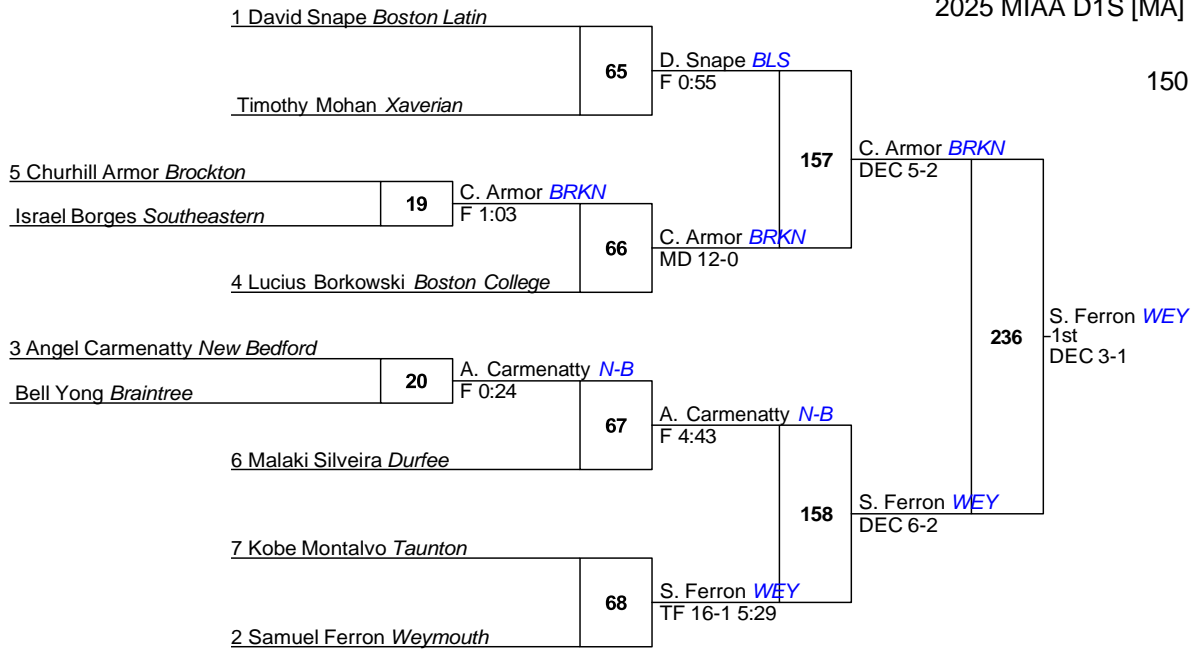 2025 MIAA D1S [MA]
150
1 David Snape Boston Latin
65
D. Snape BLS
F 0:55
Timothy Mohan Xaverian
157
C. Armor BRKN
DEC 5-2
5 Churhill Armor Brockton
19
C. Armor BRKN
F 1:03
Israel Borges Southeastern
66
C. Armor BRKN
MD 12-0
4 Lucius Borkowski Boston College
236
S. Ferron WEY
1st
DEC 3-1
3 Angel Carmenatty New Bedford
20
A. Carmenatty N-B
F 0:24
Bell Yong Braintree
67
A. Carmenatty N-B
F 4:43
6 Malaki Silveira Durfee
158
S. Ferron WEY
DEC 6-2
7 Kobe Montalvo Taunton
68
S. Ferron WEY
TF 16-1 5:29
2 Samuel Ferron Weymouth